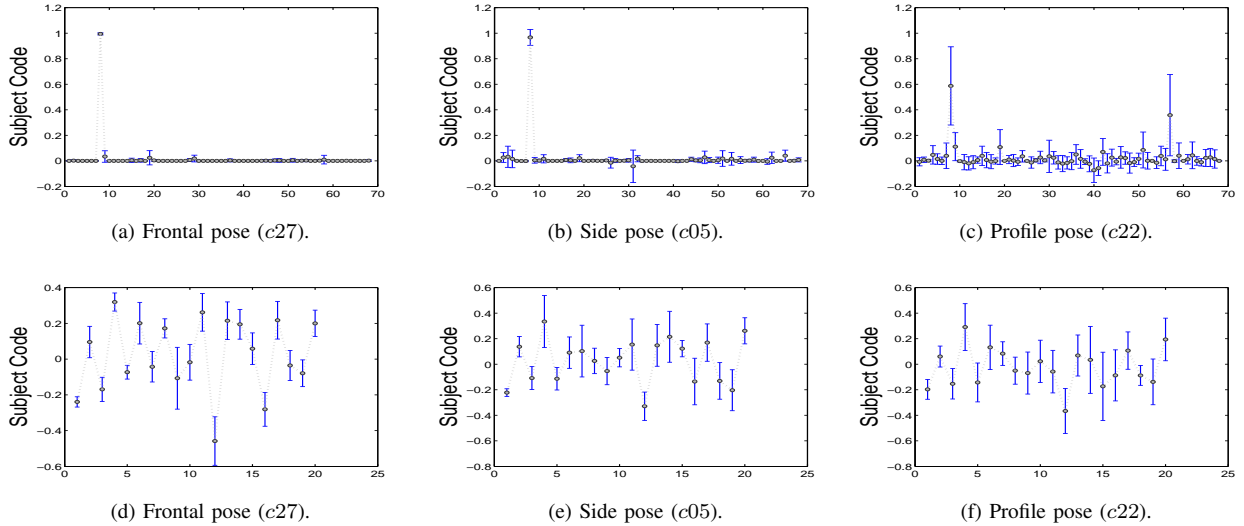 1.2
1
0.8
0.6
0.4
0.2
0
−0.2
Subject Code
0 10 20 30 40 50 60 70
(a) Frontal pose (c27).
1.2
1
0.8
0.6
0.4
0.2
0
−0.2
Subject Code
0 10 20 30 40 50 60 70
(b) Side pose (c05).
1.2
1
0.8
0.6
0.4
0.2
0
−0.2
Subject Code
0 10 20 30 40 50 60 70
(c) Profile pose (c22).
0.4
0.2
0
−0.2
−0.4
−0.6
Subject Code
0 5 10 15 20 25
(d) Frontal pose (c27).
0.6
0.4
0.2
0
−0.2
−0.4
−0.6
−0.8
Subject Code
0 5 10 15 20 25
(e) Side pose (c05).
0.6
0.4
0.2
0
−0.2
−0.4
−0.6
−0.8
Subject Code
0 5 10 15 20 25
(f) Profile pose (c22).